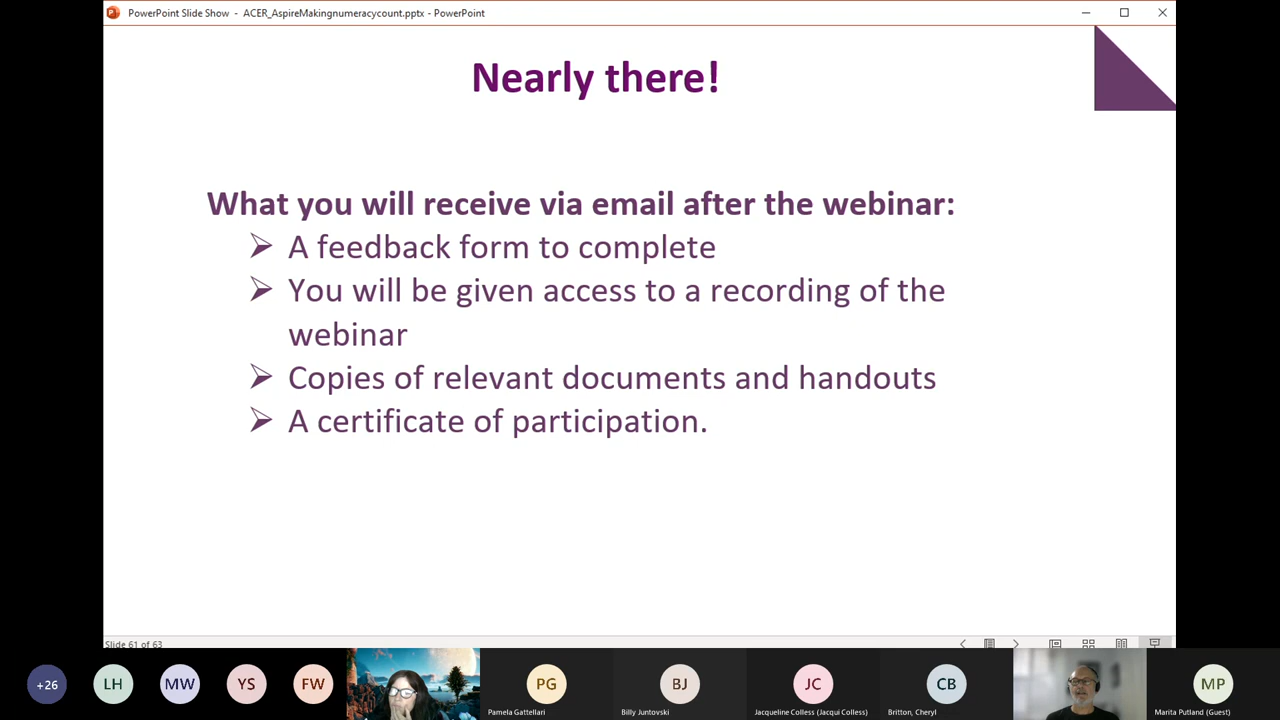 PowerPoint Slide Show - ACER_AspireMakingnumeracycount.pptx - PowerPoint
Nearly there!
What you will receive via email after the webinar:
A feedback form to complete
You will be given access to a recording of the
webinar
Copies of relevant documents and handouts
A certificate of participation.
Slide 61 of 63
+26
LH
MW
YS
FW
PG
BJ
JC
CB
MP
Pamela Gattellari
Billy Juntovski
Jacqueline Colless (Jacqui Colless)
Britton, Cheryl
Marita Putland (Guest)